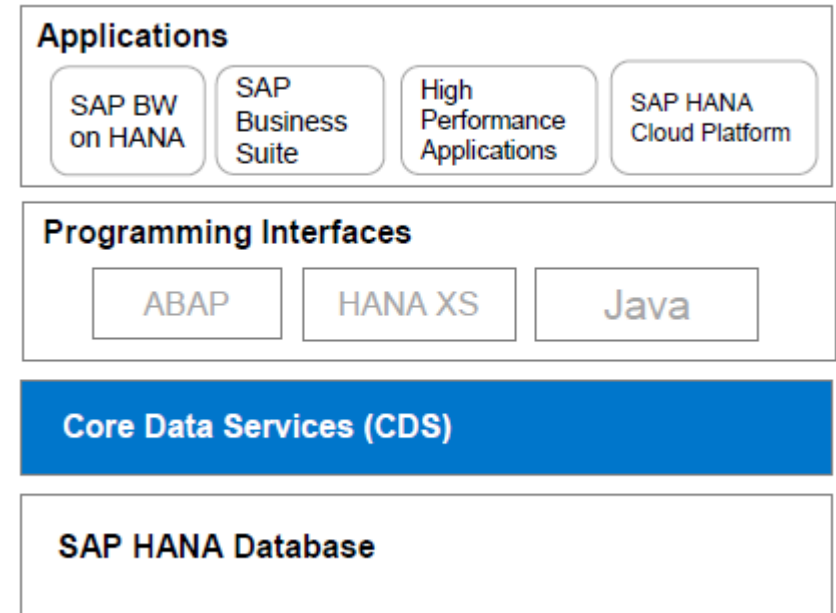 Applications
SAP BW
on HANA
SAP
Business
Suite
High
Performance
Applications
SAP HANA
Cloud Platform
Programming Interfaces
ABAP
HANA XS
Java
Core Data Services (CDS)
SAP HANA Database